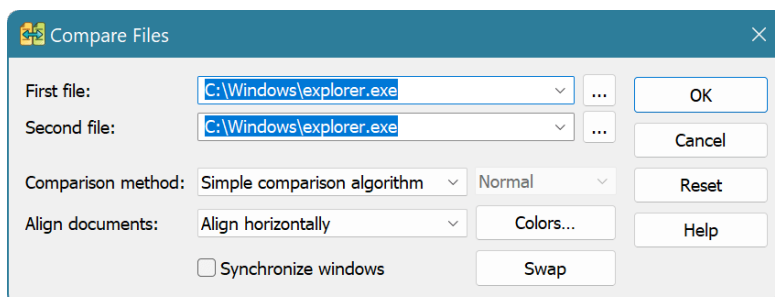 Compare Files
First file: C:\Windows\explorer.exe ... OK
Second file: C:\Windows\explorer.exe ... Cancel
Comparison method: Simple comparison algorithm Normal Reset
Align documents: Align horizontally Colors... Help
Synchronize windows Swap